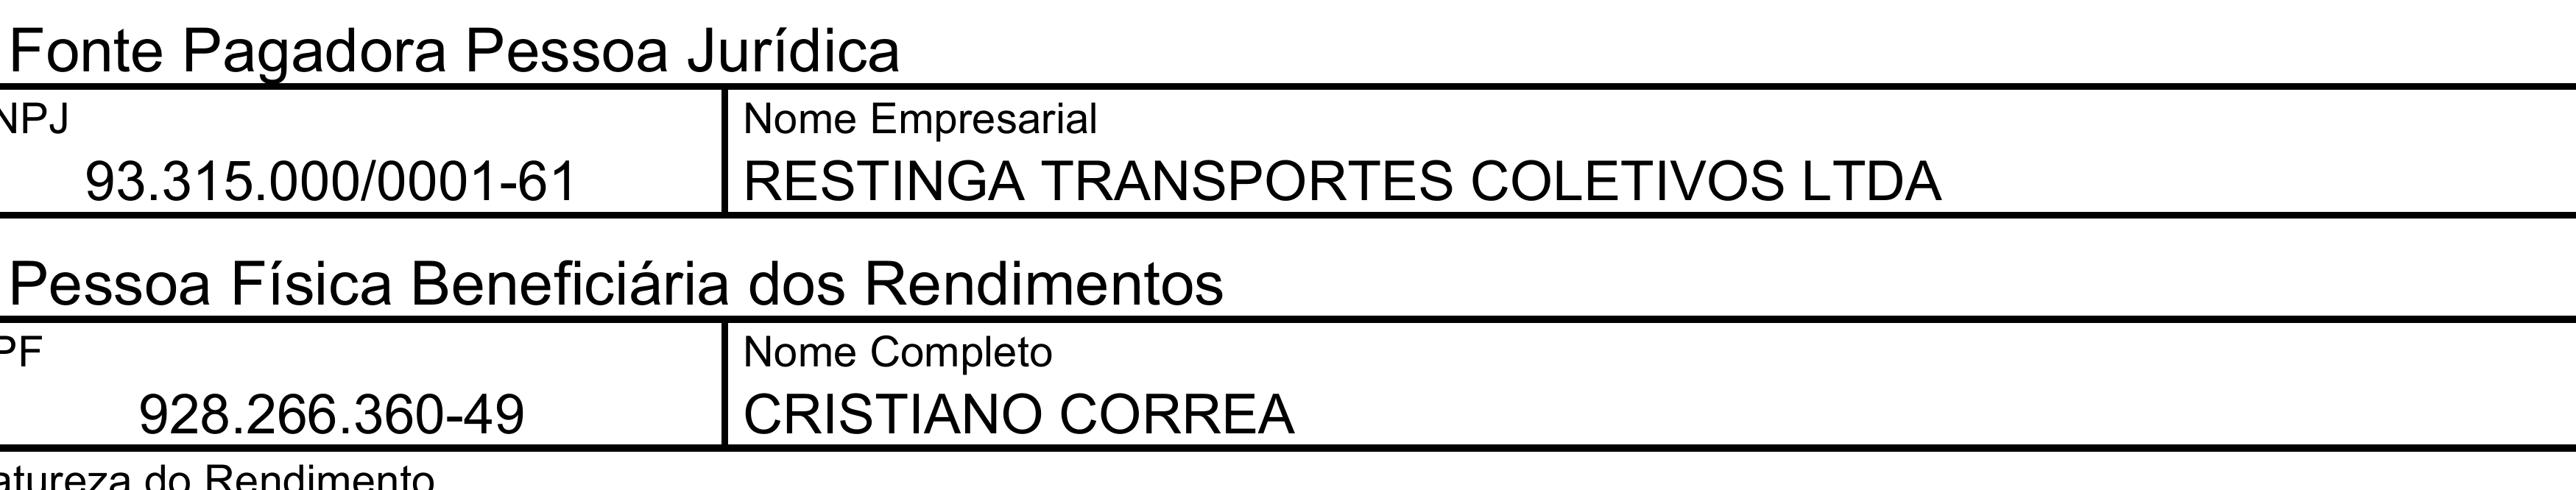 Fonte Pagadora Pessoa Jurídica
NPJ
Nome Empresarial
93.315.000/0001-61
RESTINGA TRANSPORTES COLETIVOS LTDA
Pessoa Física Beneficiária dos Rendimentos
PF
Nome Completo
928.266.360-49
CRISTIANO CORREA
atureza do Rendimento